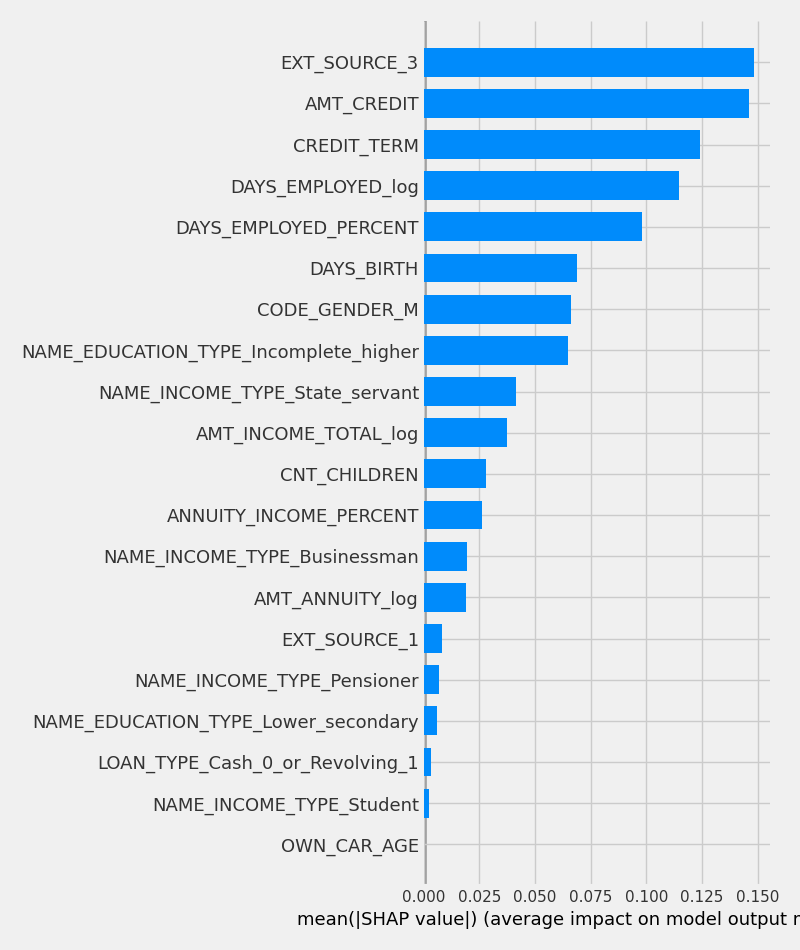 EXT_SOURCE_3
AMT_CREDIT
CREDIT_TERM
DAYS_EMPLOYED_log
DAYS_EMPLOYED_PERCENT
DAYS_BIRTH
CODE_GENDER_M
NAME_EDUCATION_TYPE_Incomplete_higher
NAME_INCOME_TYPE_State_servant
AMT_INCOME_TOTAL_log
CNT_CHILDREN
ANNUITY_INCOME_PERCENT
NAME_INCOME_TYPE_Businessman
AMT_ANNUITY_log
EXT_SOURCE_1
NAME_INCOME_TYPE_Pensioner
NAME_EDUCATION_TYPE_Lower_secondary
LOAN_TYPE_Cash_0_or_Revolving_1
NAME_INCOME_TYPE_Student
OWN_CAR_AGE
0.000 0.025 0.050 0.075 0.100 0.125 0.150
mean(|SHAP value|) (average impact on model output